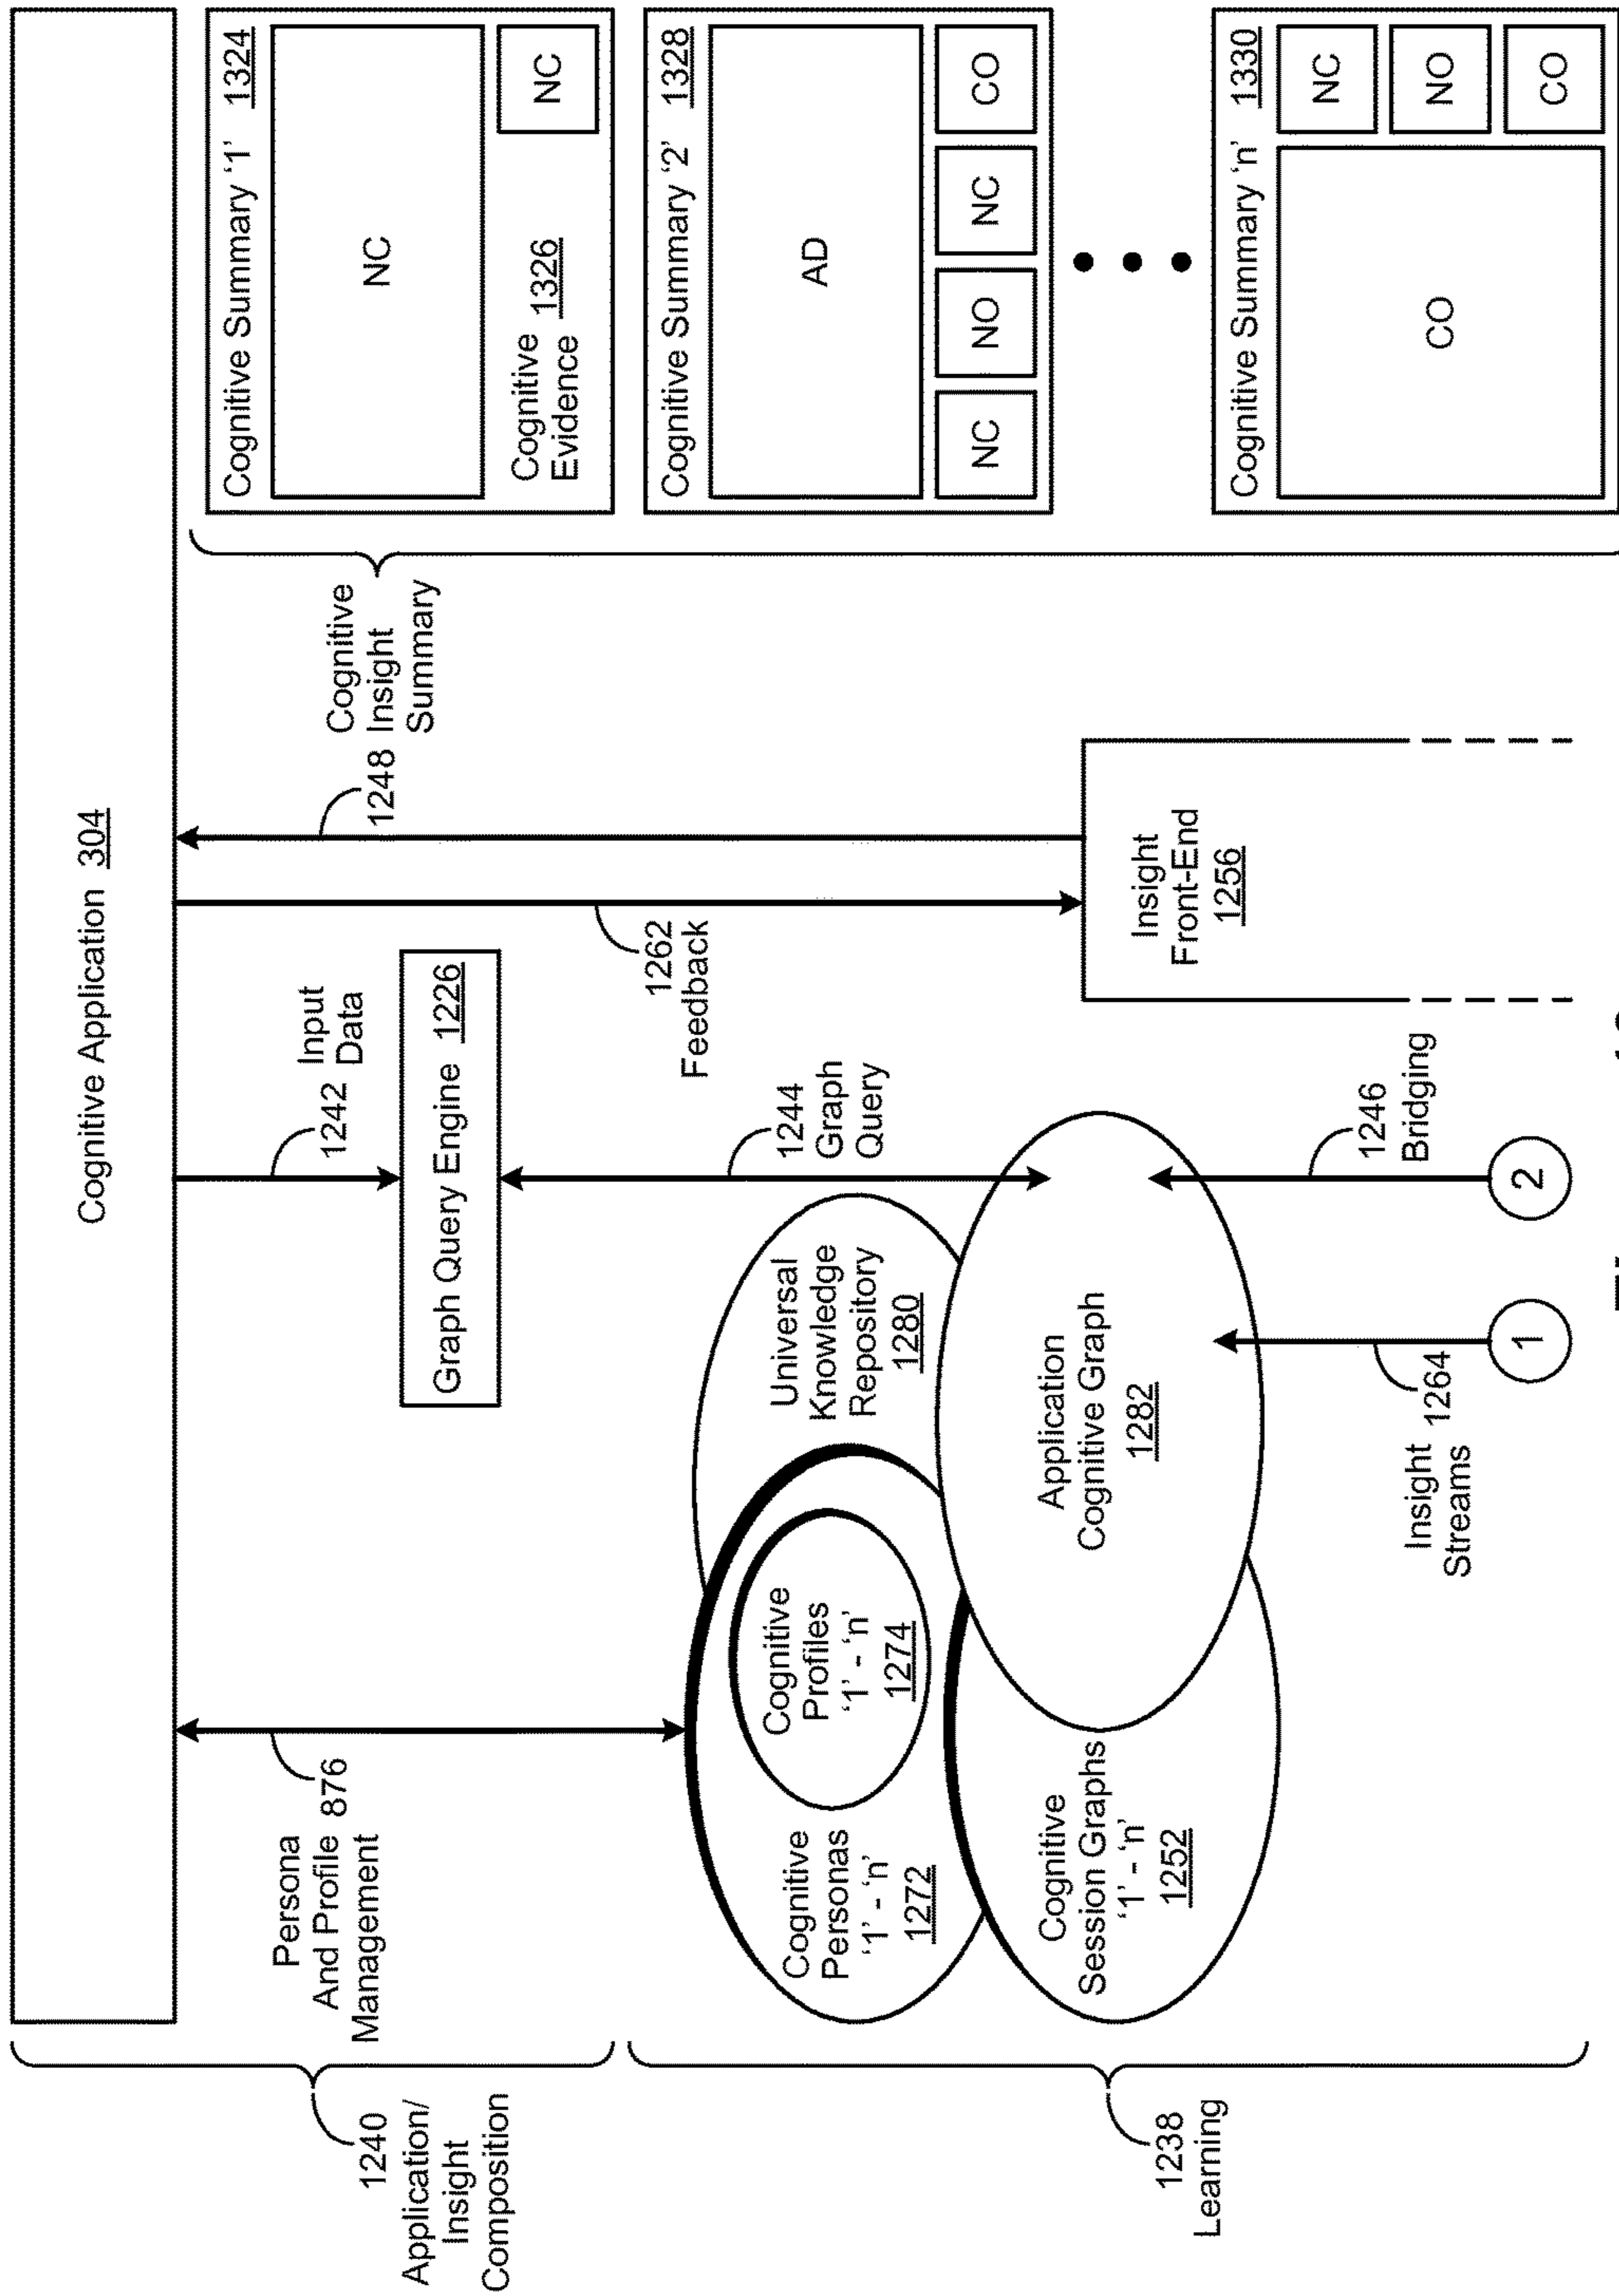 Cognitive Application 304
1240
Application/
Insight
Composition
Persona
And Profile 876
Management
1242 Input
Data
Graph Query Engine 1226
1262
Feedback
1248
Cognitive
Insight
Summary
Cognitive Summary '1' 1324
NC
Cognitive
Evidence 1326
NC
Cognitive Summary '2' 1328
AD
NC
NO
NC
CO
Cognitive Summary 'n' 1330
CO
NC
NO
CO
1238
Learning
Cognitive
Personas
'1' - 'n'
1272
Cognitive
Profiles
'1' - 'n'
1274
Universal
Knowledge
Repository
1280
1244
Graph
Query
Cognitive
Session Graphs
'1' - 'n'
1252
Application
Cognitive Graph
1282
Insight
Front-End
1256
Insight 1264
Streams
1246
Bridging
1
2